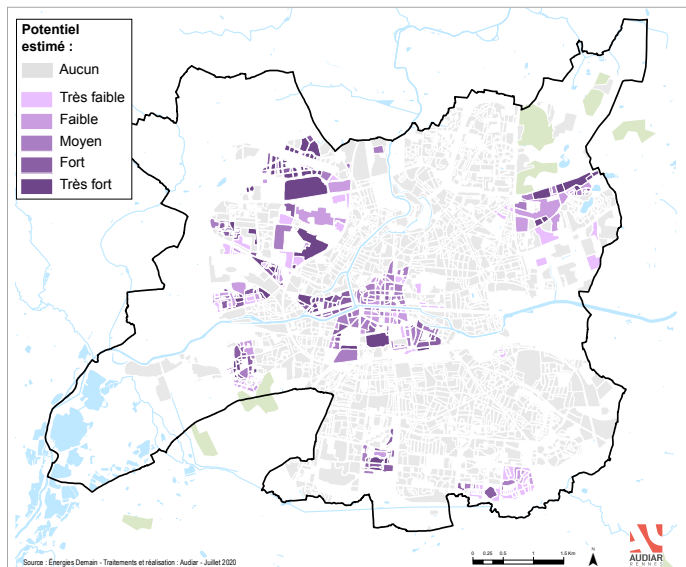 Potentiel
estimé :
Aucun
Très faible
Faible
Moyen
Fort
Très fort
Source : Énergies Demain - Traitements et réalisation : Audiar - Juillet 2020
0 0.25 0.5 1 1.5 Km
N
AUDIAR
RENNES